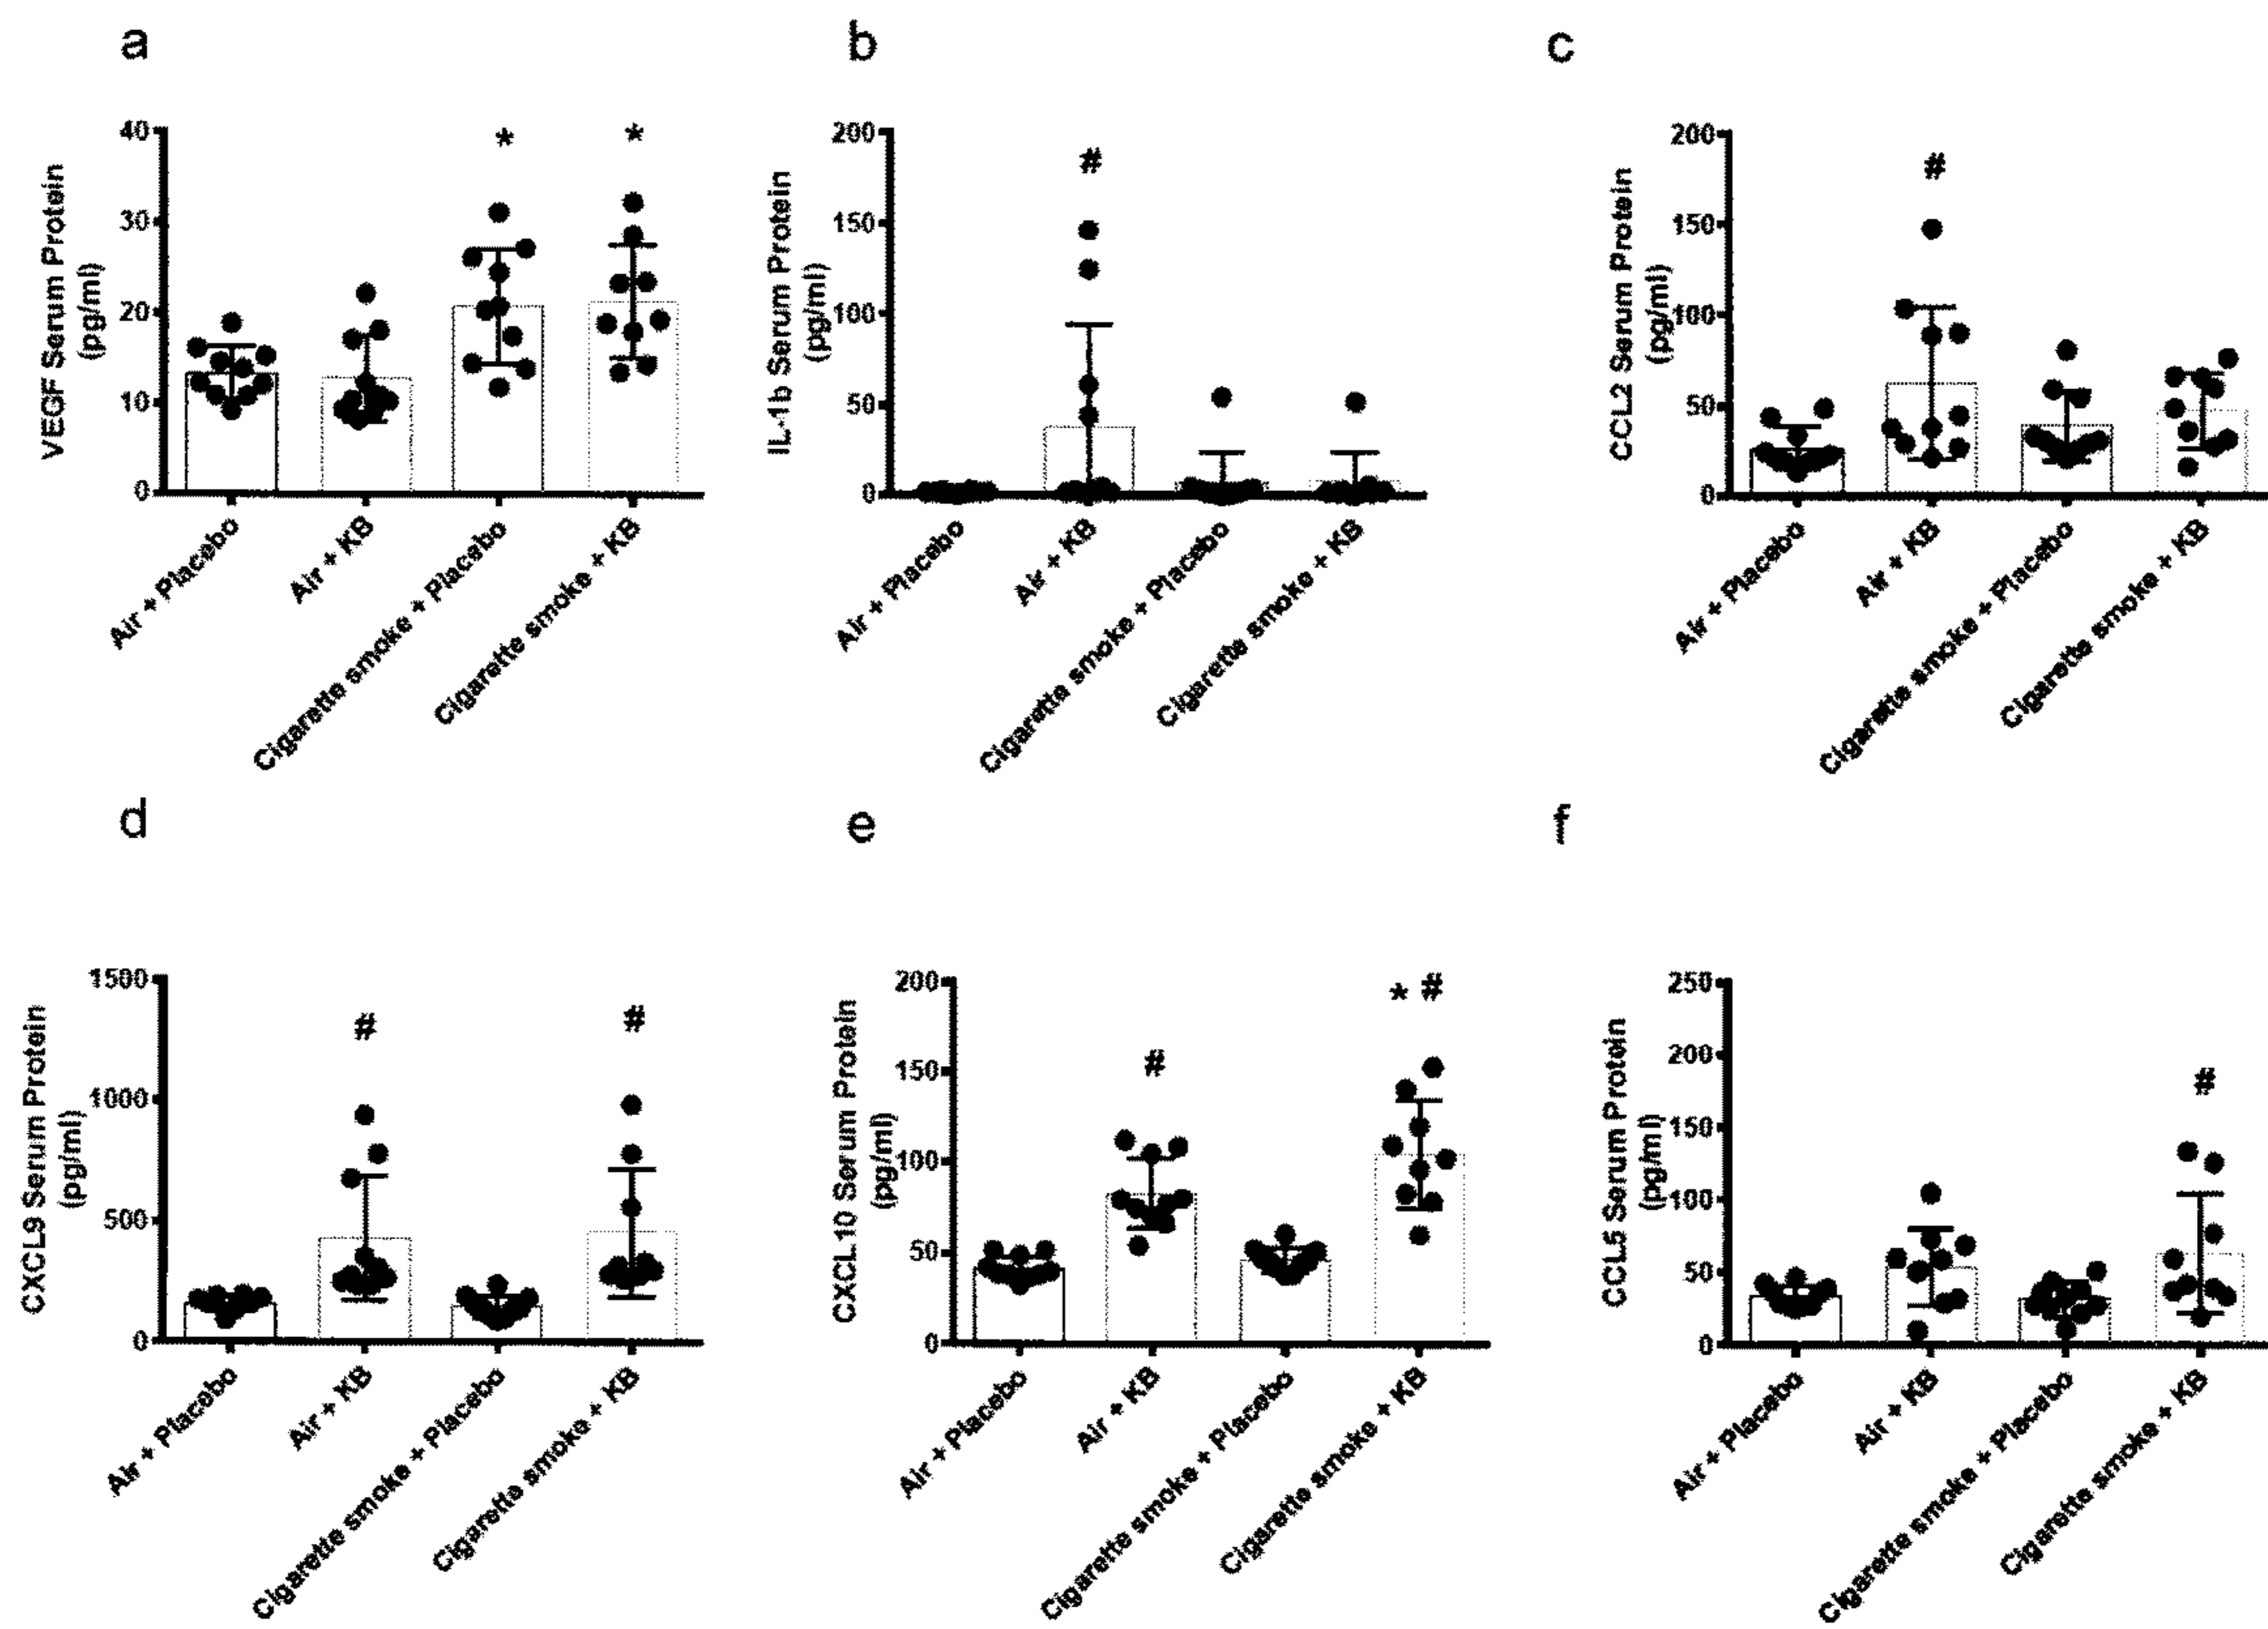 a
VEGF Serum Protein
(pg/ml)
40
30
20
10
0
*
*
Air + Placebo
Air + KB
Cigarette smoke + Placebo
Cigarette smoke + KB
b
IL-1b Serum Protein
(pg/ml)
200
150
100
50
0
#
Air + Placebo
Air + KB
Cigarette smoke + Placebo
Cigarette smoke + KB
c
CCL2 Serum Protein
(pg/ml)
200
150
100
50
0
#
Air + Placebo
Air + KB
Cigarette smoke + Placebo
Cigarette smoke + KB
d
CXCL9 Serum Protein
(pg/ml)
1500
1000
500
0
#
#
Air + Placebo
Air + KB
Cigarette smoke + Placebo
Cigarette smoke + KB
e
CXCL10 Serum Protein
(pg/ml)
200
150
100
50
0
#
* #
Air + Placebo
Air + KB
Cigarette smoke + Placebo
Cigarette smoke + KB
f
CCL5 Serum Protein
(pg/ml)
250
200
150
100
50
0
#
Air + Placebo
Air + KB
Cigarette smoke + Placebo
Cigarette smoke + KB